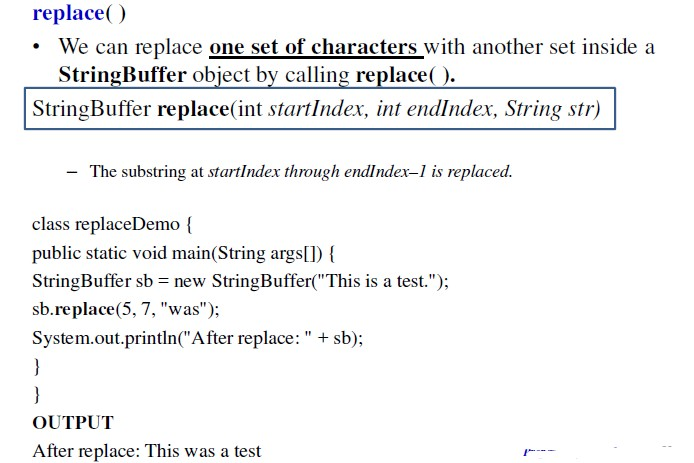 replace( )
• We can replace one set of characters with another set inside a
StringBuffer object by calling replace( ).
StringBuffer replace(int startIndex, int endIndex, String str)
– The substring at startIndex through endIndex–1 is replaced.
class replaceDemo {
public static void main(String args[]) {
StringBuffer sb = new StringBuffer("This is a test.");
sb.replace(5, 7, "was");
System.out.println("After replace: " + sb);
}
}
OUTPUT
After replace: This was a test